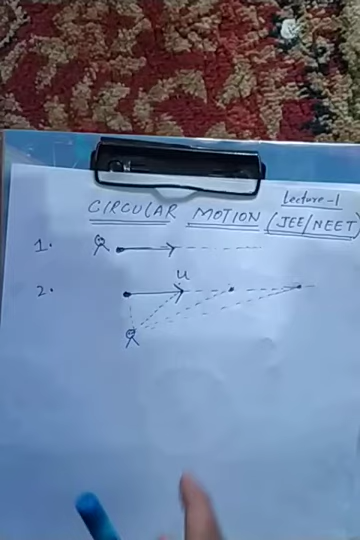 Lecture-1
CIRCULAR MOTION (JEE/NEET)
1.
2.
u